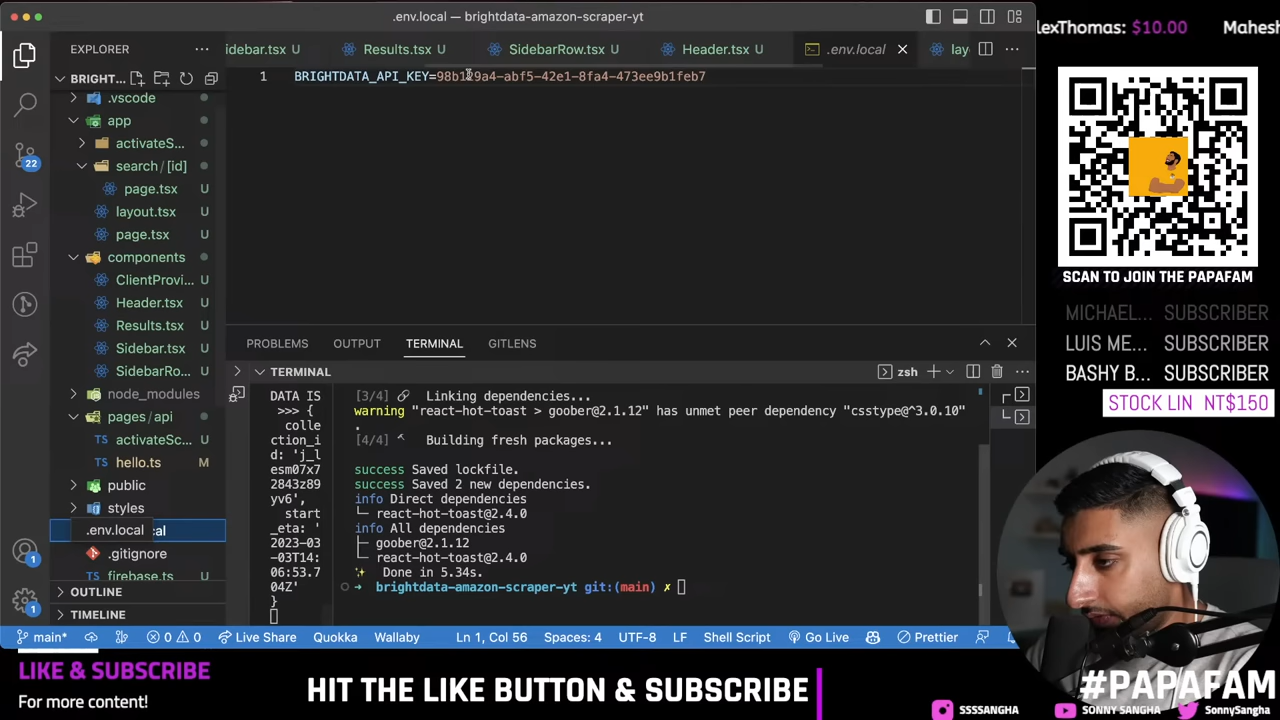 .env.local — brightdata-amazon-scraper-yt
lexThomas: $10.00 Mahesh
EXPLORER
idebar.tsx U
Results.tsx U
SidebarRow.tsx U
Header.tsx U
.env.local
lay
BRIGHT...
1 BRIGHTDATA_API_KEY=98b129a4-abf5-42e1-8fa4-473ee9b1feb7
.vscode
app
activateS...
search/[id]
page.tsx U
layout.tsx U
page.tsx U
components
ClientProvi... U
Header.tsx U
Results.tsx U
Sidebar.tsx U
SidebarRo... U
node_modules
pages/api
activateSc... U
hello.ts M
public
styles
.env.local
.gitignore
firebase.ts U
OUTLINE
TIMELINE
22
1
1
PROBLEMS OUTPUT TERMINAL GITLENS
TERMINAL
zsh
DATA IS
>>> {
colle
ction_i
d: 'j_l
esm07x7
2843z89
yv6',
start
_eta: '
2023-03
-03T14:
06:53.7
04Z'
}
[3/4] Linking dependencies...
warning "react-hot-toast > goober@2.1.12" has unmet peer dependency "csstype@^3.0.10"
.
[4/4] Building fresh packages...
success Saved lockfile.
success Saved 2 new dependencies.
info Direct dependencies
└─ react-hot-toast@2.4.0
info All dependencies
├─ goober@2.1.12
└─ react-hot-toast@2.4.0
Done in 5.34s.
brightdata-amazon-scraper-yt git:(main) ✗
main* 0 0 Live Share Quokka Wallaby Ln 1, Col 56 Spaces: 4 UTF-8 LF Shell Script Go Live Prettier
SCAN TO JOIN THE PAPAFAM
MICHAEL... SUBSCRIBER
LUIS ME... SUBSCRIBER
BASHY B... SUBSCRIBER
STOCK LIN NT$150
LIKE & SUBSCRIBE
For more content!
HIT THE LIKE BUTTON & SUBSCRIBE
#PAPAFAM
SSSSANGHA SONNY SANGHA SonnySangha